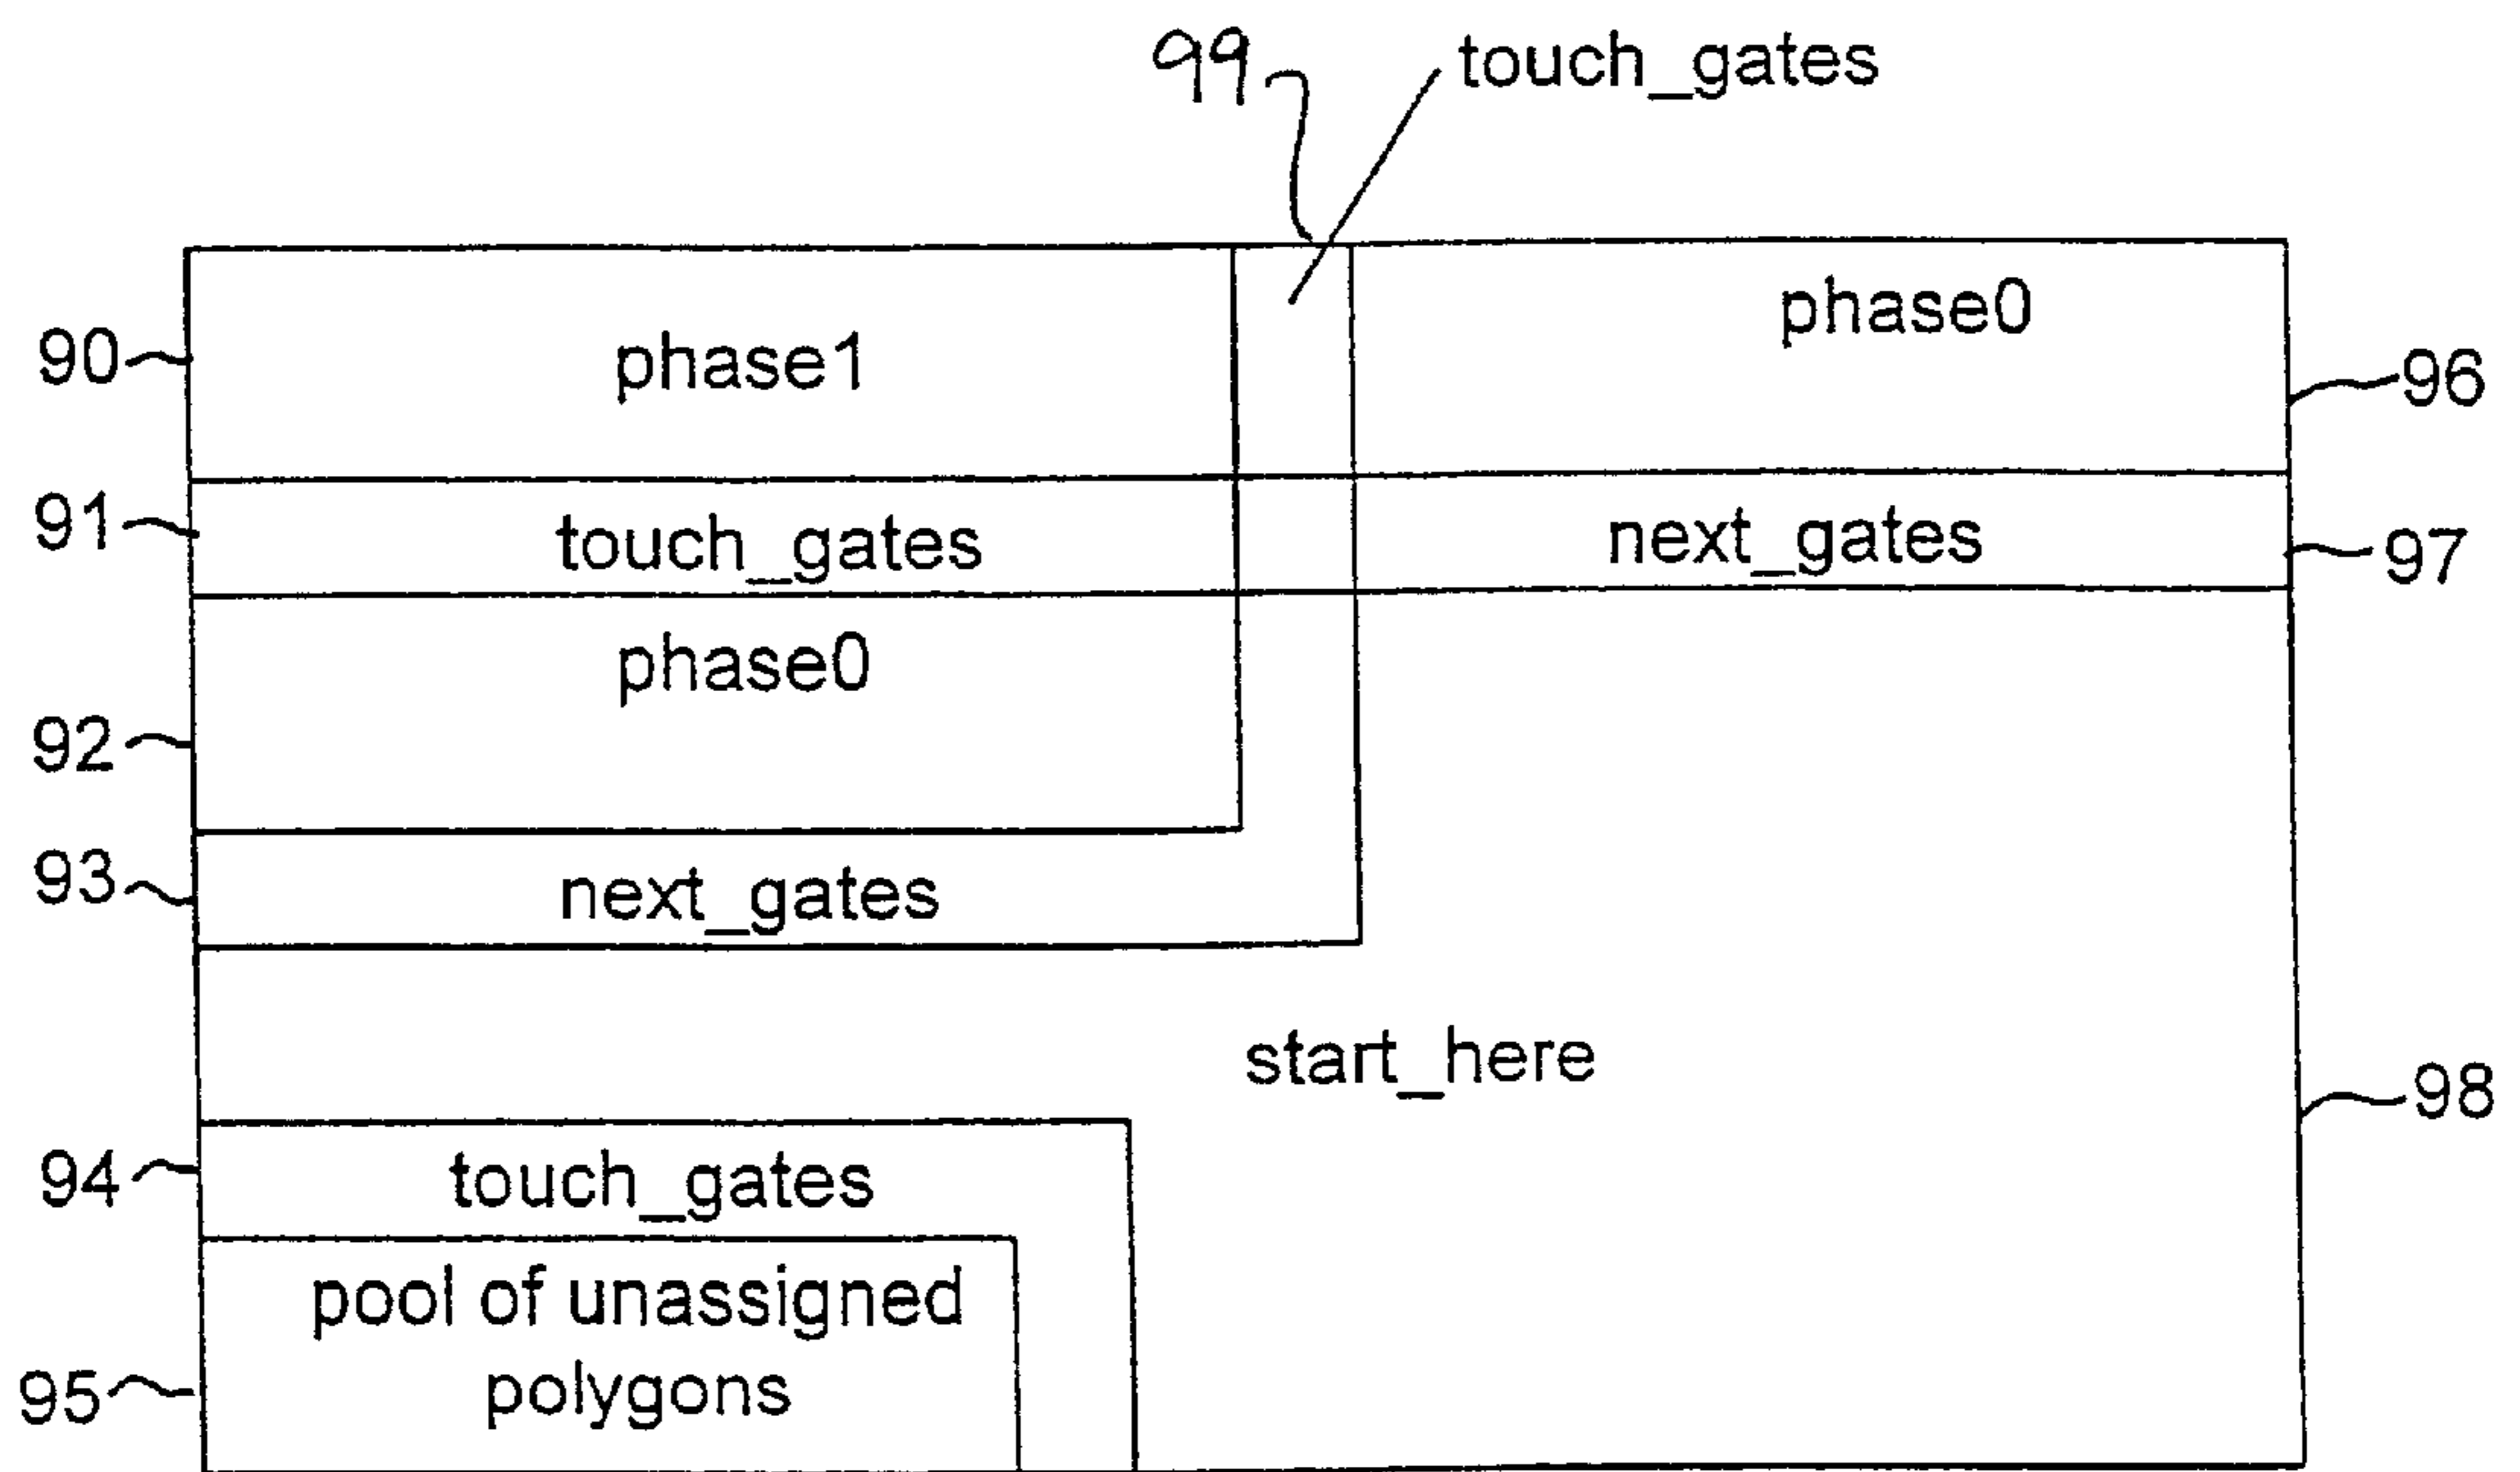 99
touch_gates
phase0
90
phase1
96
91
touch_gates
next_gates
97
phase0
92
93
next_gates
start_here
98
94
touch_gates
pool of unassigned
polygons
95